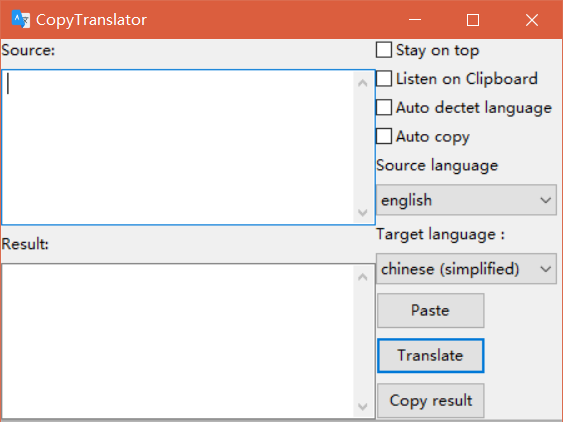 CopyTranslator
Source:
Stay on top
Listen on Clipboard
Auto dectet language
Auto copy
Source language
english
Result:
Target language :
chinese (simplified)
Paste
Translate
Copy result